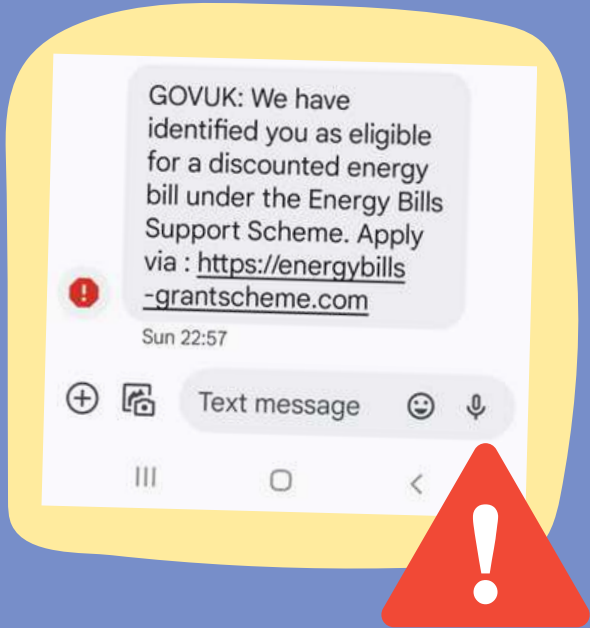 GOVUK: We have
identified you as eligible
for a discounted energy
bill under the Energy Bills
Support Scheme. Apply
via : https://energybills
-grantscheme.com
Sun 22:57
Text message